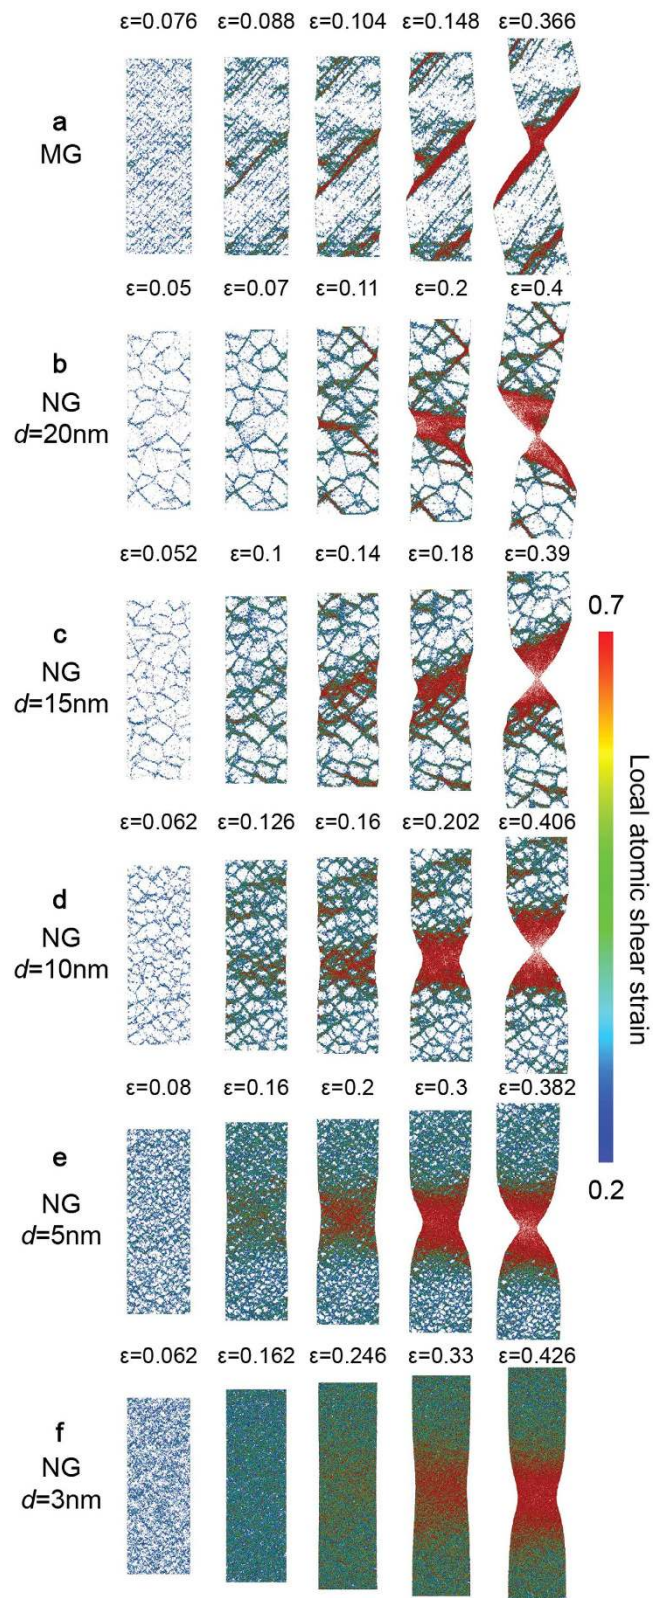 ε=0.076 ε=0.088 ε=0.104 ε=0.148 ε=0.366
a
MG
ε=0.05 ε=0.07 ε=0.11 ε=0.2 ε=0.4
b
NG
d=20nm
ε=0.052 ε=0.1 ε=0.14 ε=0.18 ε=0.39
c
NG
d=15nm
0.7
Local atomic shear strain
0.2
ε=0.062 ε=0.126 ε=0.16 ε=0.202 ε=0.406
d
NG
d=10nm
ε=0.08 ε=0.16 ε=0.2 ε=0.3 ε=0.382
e
NG
d=5nm
ε=0.062 ε=0.162 ε=0.246 ε=0.33 ε=0.426
f
NG
d=3nm